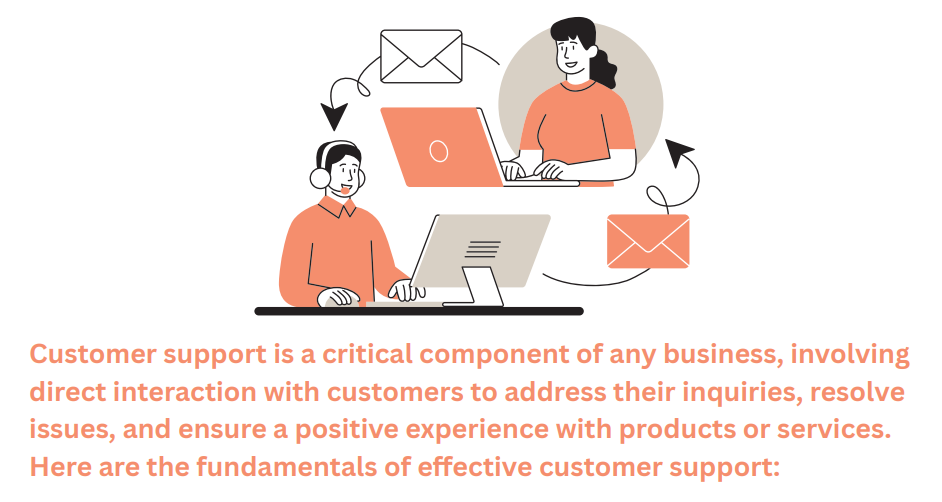 Customer support is a critical component of any business, involving
direct interaction with customers to address their inquiries, resolve
issues, and ensure a positive experience with products or services.
Here are the fundamentals of effective customer support: